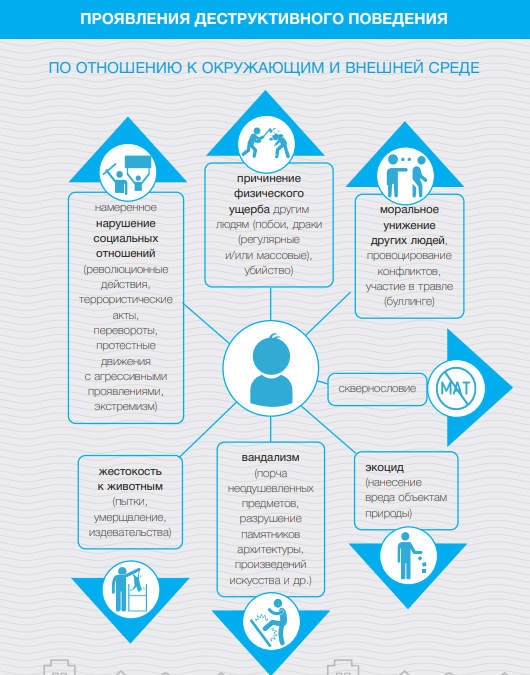 ПРОЯВЛЕНИЯ ДЕСТРУКТИВНОГО ПОВЕДЕНИЯ
ПО ОТНОШЕНИЮ К ОКРУЖАЮЩИМ И ВНЕШНЕЙ СРЕДЕ
намеренное
нарушение
социальных
отношений
(революционные
действия,
террористические
акты,
перевороты,
протестные
движения
с агрессивными
проявлениями,
экстремизм)
причинение
физического
ущерба другим
людям (побои, драки
(регулярные
и/или массовые),
убийство)
моральное
унижение
других людей,
провоцирование
конфликтов,
участие в травле
(буллинге)
сквернословие
МАТ
жестокость
к животным
(пытки,
умерщвление,
издевательства)
вандализм
(порча
неодушевленных
предметов,
разрушение
памятников
архитектуры,
произведений
искусства и др.)
экоцид
(нанесение
вреда объектам
природы)